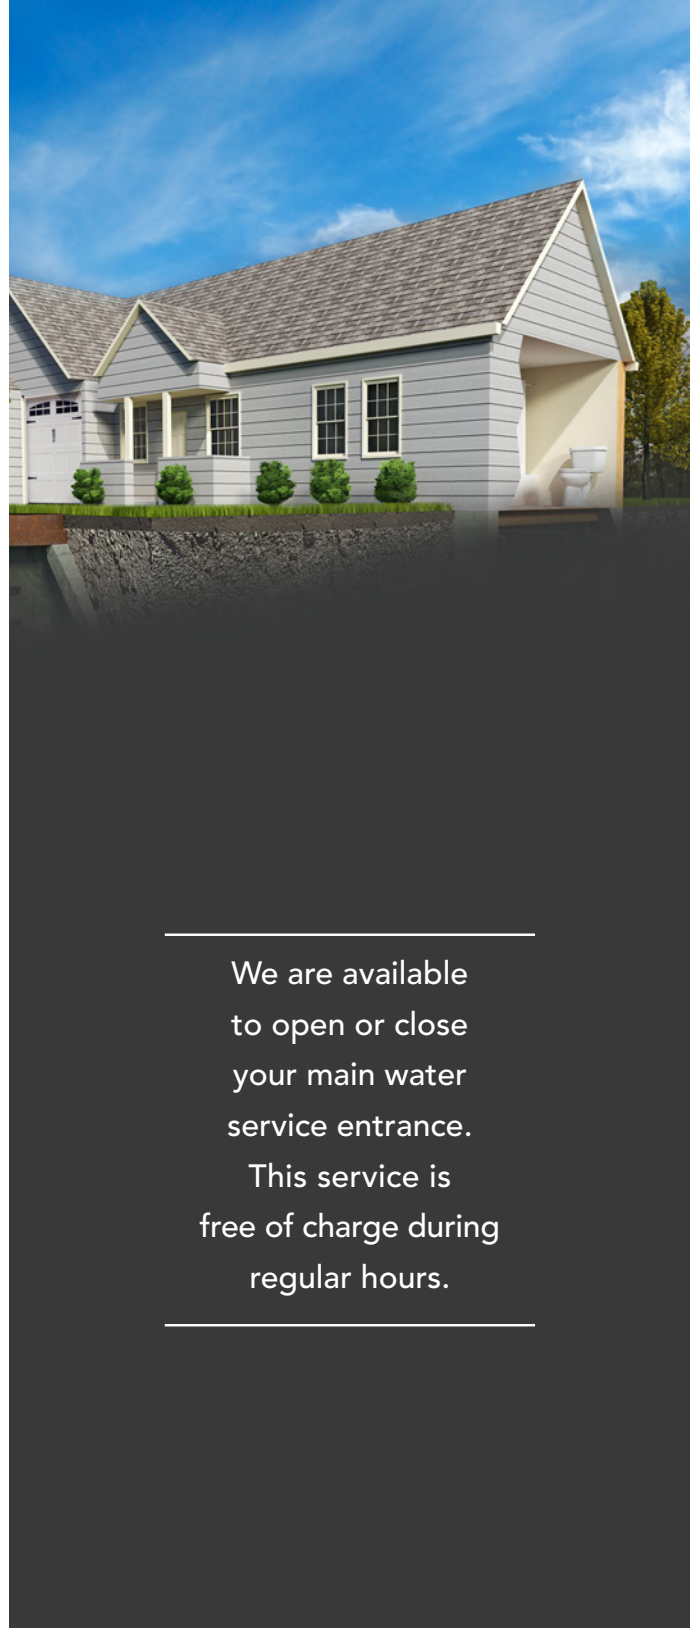 We are available
to open or close
your main water
service entrance.
This service is
free of charge during
regular hours.